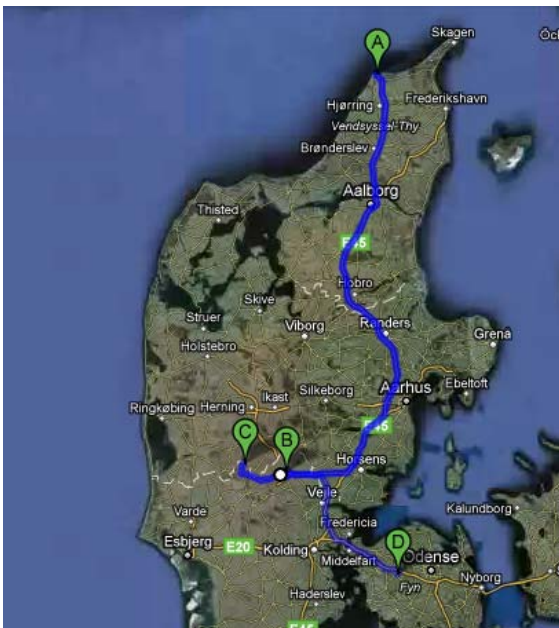 A
Skagen
Hjørring
Frederikshavn
Vendsyssel-Thy
Brønderslev
Aalborg
Thisted
E45
Hobro
Skive
Struer
Randers
Viborg
Grenå
Holstebro
Silkeborg
Aarhus
Ebeltoft
Ikast
Herning
Ringkøbing
E45
C
B
Horsens
Vejle
Kalundborg
Varde
Fredericia
Esbjerg
E20
Kolding
Middelfart
D
Odense
Nyborg
Fyn
Haderslev
E45